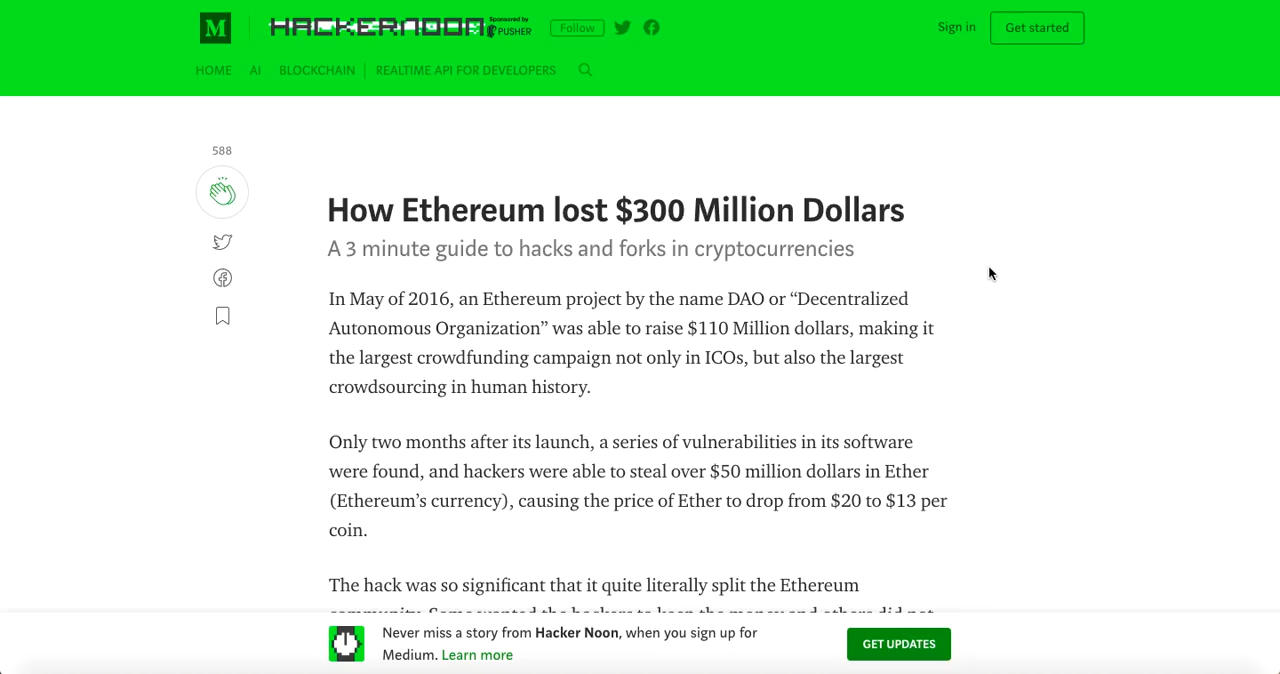 M HACKERNOON Sponsored by PUSHER Follow Sign in Get started
HOME AI BLOCKCHAIN REALTIME API FOR DEVELOPERS
588
How Ethereum lost $300 Million Dollars
A 3 minute guide to hacks and forks in cryptocurrencies
In May of 2016, an Ethereum project by the name DAO or “Decentralized
Autonomous Organization” was able to raise $110 Million dollars, making it
the largest crowdfunding campaign not only in ICOs, but also the largest
crowdsourcing in human history.
Only two months after its launch, a series of vulnerabilities in its software
were found, and hackers were able to steal over $50 million dollars in Ether
(Ethereum’s currency), causing the price of Ether to drop from $20 to $13 per
coin.
The hack was so significant that it quite literally split the Ethereum
community. Some wanted the hackers to keep the money and others did not
Never miss a story from Hacker Noon, when you sign up for
Medium. Learn more
GET UPDATES